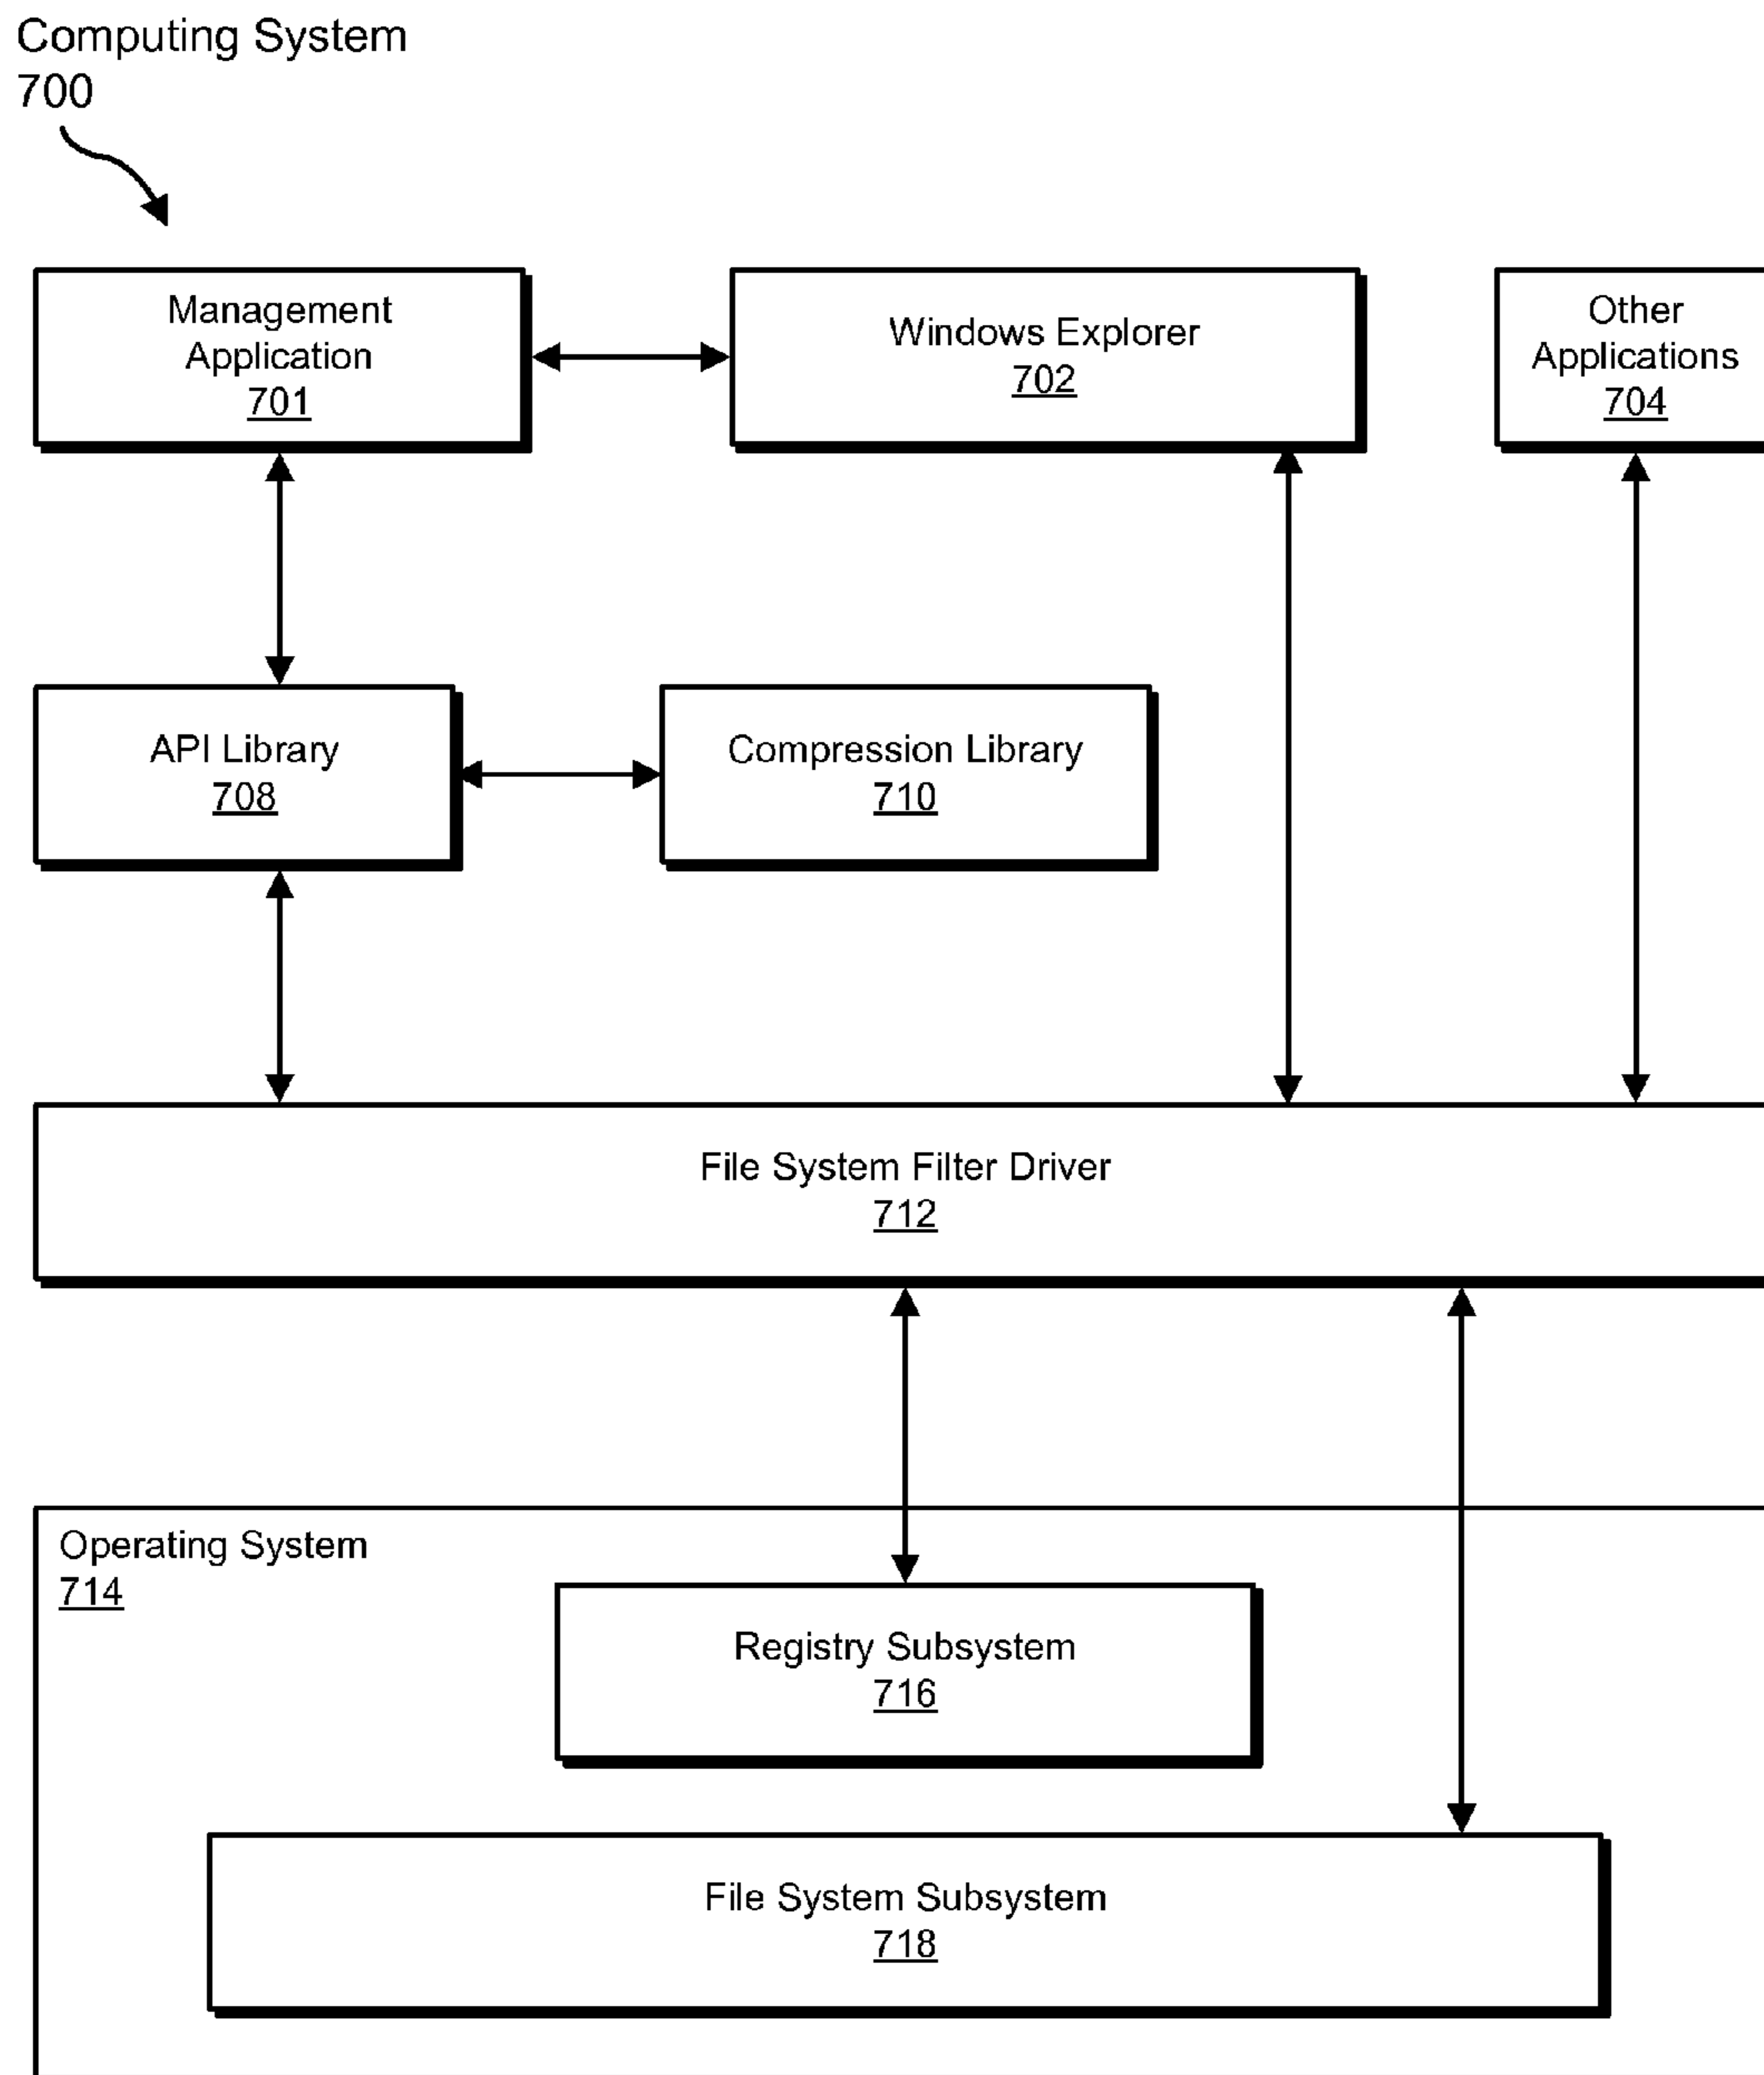 Computing System
700
Management
Application
701
Windows Explorer
702
Other
Applications
704
API Library
708
Compression Library
710
File System Filter Driver
712
Operating System
714
Registry Subsystem
716
File System Subsystem
718